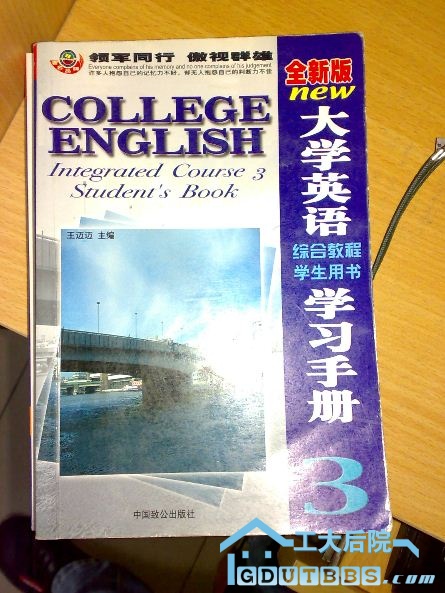 领军同行 傲视群雄
Everyone complains of his memory and no one complains of his judgement
许多人抱怨自己的记忆力不好，却无人抱怨自己的判断力不佳
COLLEGE
ENGLISH
Integrated Course 3
Student's Book
王迈迈 主编
全新版
new
大学英语
综合教程
学生用书
学习手册
3
中国致公出版社
工大后院
GDUTBBS.com